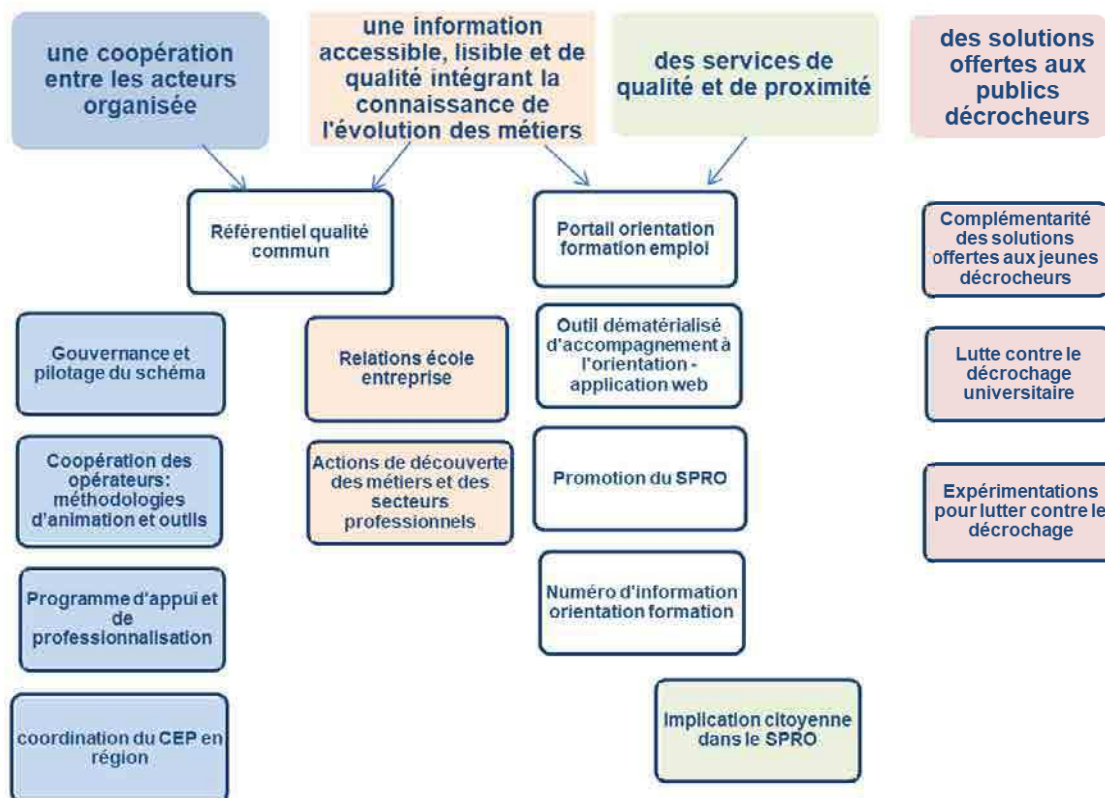 une coopération
entre les acteurs
organisée
une information
accessible, lisible et de
qualité intégrant la
connaissance de
l'évolution des métiers
des services de
qualité et de proximité
des solutions
offertes aux
publics
décrocheurs
Référentiel qualité
commun
Portail orientation
formation emploi
Complémentarité
des solutions
offertes aux jeunes
décrocheurs
Gouvernance et
pilotage du schéma
Relations école
entreprise
Outil dématérialisé
d'accompagnement à
l'orientation -
application web
Lutte contre le
décrochage
universitaire
Coopération des
opérateurs:
méthodologies
d'animation et outils
Actions de découverte
des métiers et des
secteurs
professionnels
Promotion du SPRO
Expérimentations
pour lutter contre le
décrochage
Programme d'appui et
de
professionnalisation
Numéro d'information
orientation formation
coordination du CEP en
région
Implication citoyenne
dans le SPRO